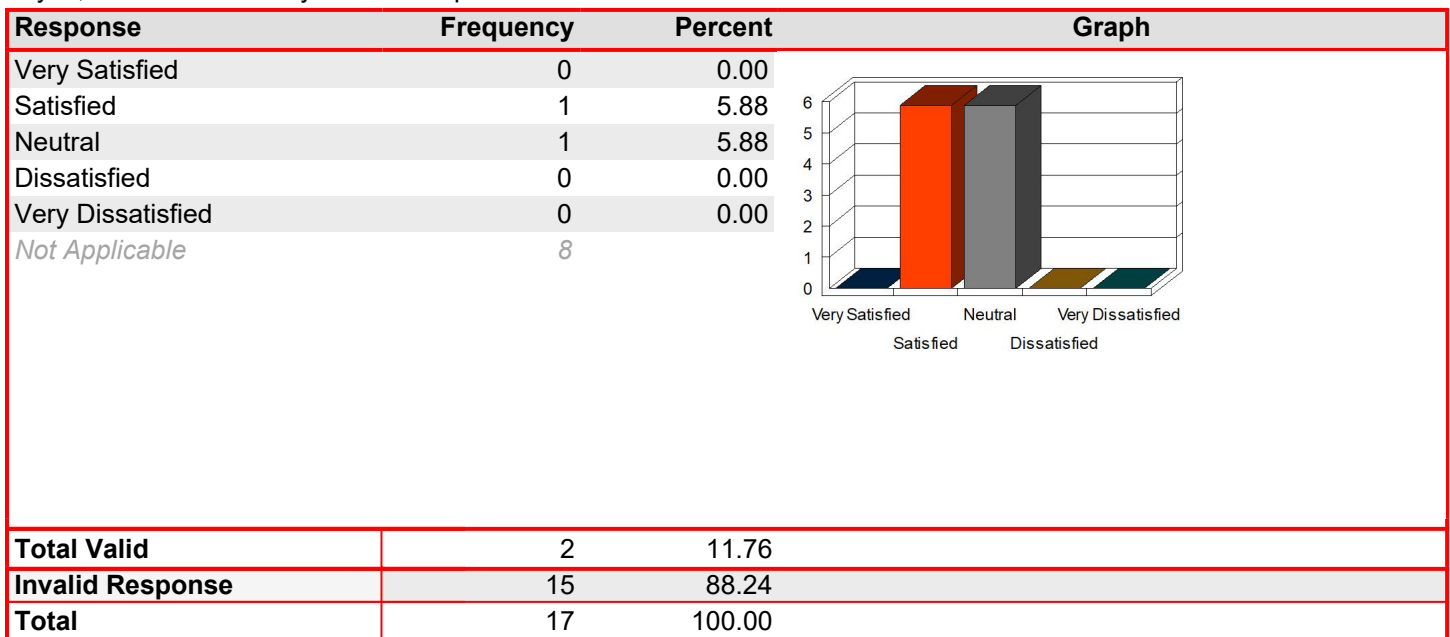 Response Frequency Percent Graph
Very Satisfied 0 0.00
Satisfied 1 5.88
Neutral 1 5.88
Dissatisfied 0 0.00
Very Dissatisfied 0 0.00
Not Applicable 8
6
5
4
3
2
1
0
Very Satisfied Neutral Very Dissatisfied
Satisfied Dissatisfied
Total Valid 2 11.76
Invalid Response 15 88.24
Total 17 100.00